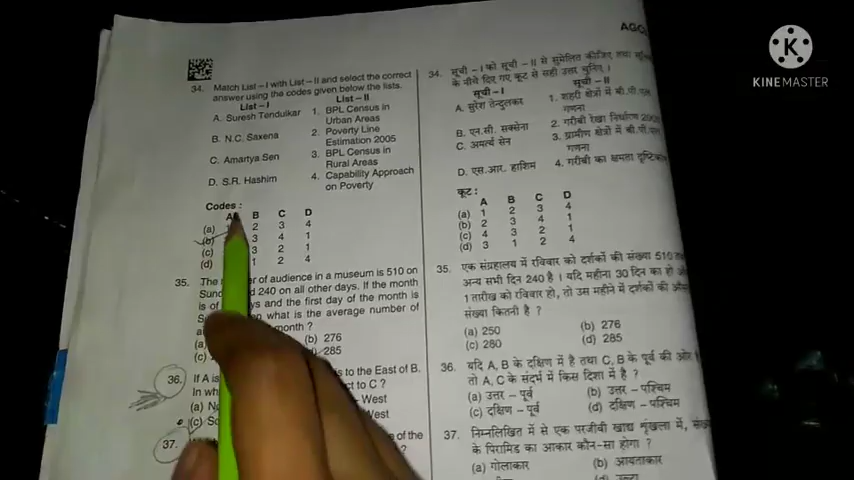 AGO
KINEMASTER
34. Match List – I with List – II and select the correct
answer using the codes given below the lists.
List – I List – II
A. Suresh Tendulkar 1. BPL Census in
Urban Areas
B. N.C. Saxena 2. Poverty Line
Estimation 2005
C. Amartya Sen 3. BPL Census in
Rural Areas
D. S.R. Hashim 4. Capability Approach
on Poverty
Codes :
A B C D
(a) 2 3 4
(b) 3 4 1
(c) 3 2 1
(d) 1 2 4
35. The of audience in a museum is 510 on
240 on all other days. If the month
is of and the first day of the month is
what is the average number of
month ?
(b) 276
(d) 285
36. If A is to the East of B.
In to C ?
West
West
37. of the
34. सूची – I को सूची – II से सुमेलित कीजिए तथा
के नीचे दिए गए कूट से सही उत्तर चुनिए ।
सूची – I सूची – II
A. सुरेश तेन्दुलकर 1. शहरी क्षेत्रों में बी.पी.एल.
गणना
B. एन.सी. सक्सेना 2. गरीबी रेखा निर्धारण
C. अमर्त्य सेन 3. ग्रामीण क्षेत्रों में बी.पी.एल.
गणना
D. एस.आर. हाशिम 4. गरीबी का क्षमता
कूट :
A B C D
(a) 1 2 3 4
(b) 2 3 4 1
(c) 4 3 2 1
(d) 3 1 2 4
35. एक संग्रहालय में रविवार को दर्शकों की संख्या 510
अन्य सभी दिन 240 है । यदि महीना 30 दिन का हो
1 तारीख को रविवार हो, तो उस महीने में दर्शकों की
संख्या कितनी है ?
(a) 250 (b) 276
(c) 280 (d) 285
36. यदि A, B के दक्षिण में है तथा C, B के पूर्व की ओर
तो A, C के संदर्भ में किस दिशा में है ?
(a) उत्तर – पूर्व (b) उत्तर – पश्चिम
(c) दक्षिण – पूर्व (d) दक्षिण – पश्चिम
37. निम्नलिखित में से एक परजीवी खाद्य शृंखला में,
के पिरामिड का आकार कौन-सा होगा ?
(a) गोलाकार (b) आयताकार